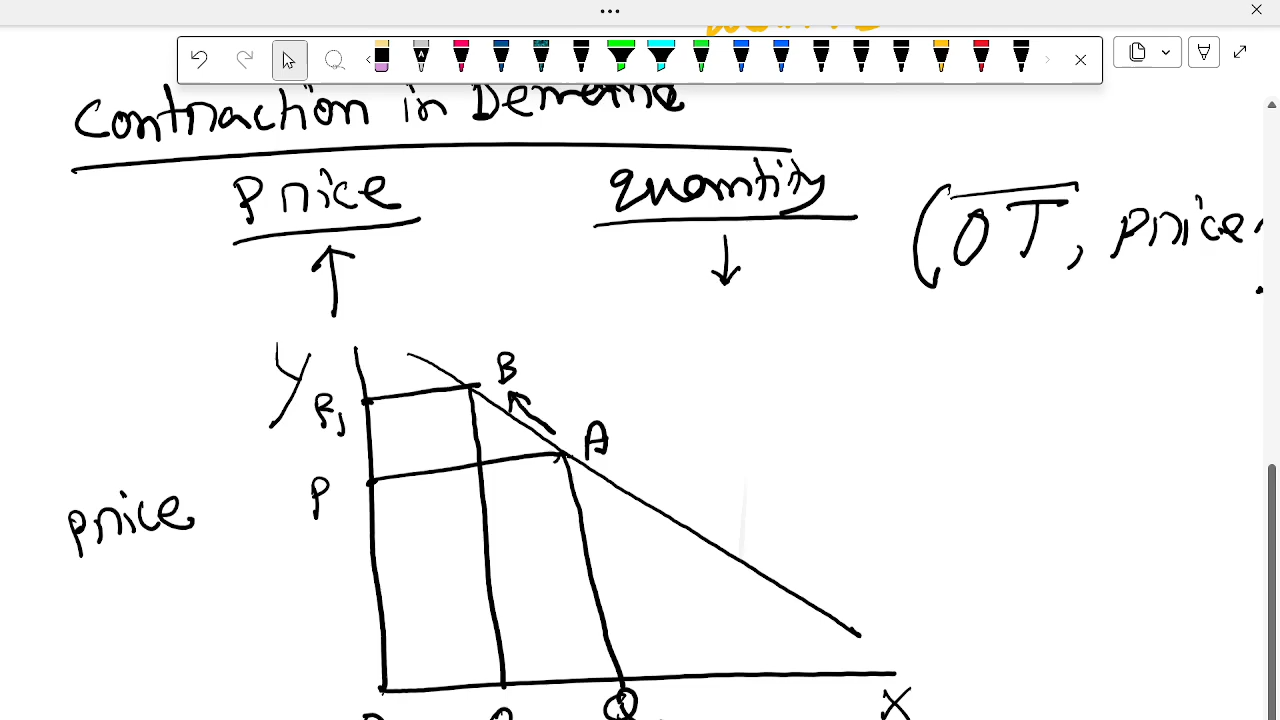 Contraction in Demand
Price quantity (OT, price
Y
B
P1
A
P
price
Q
X